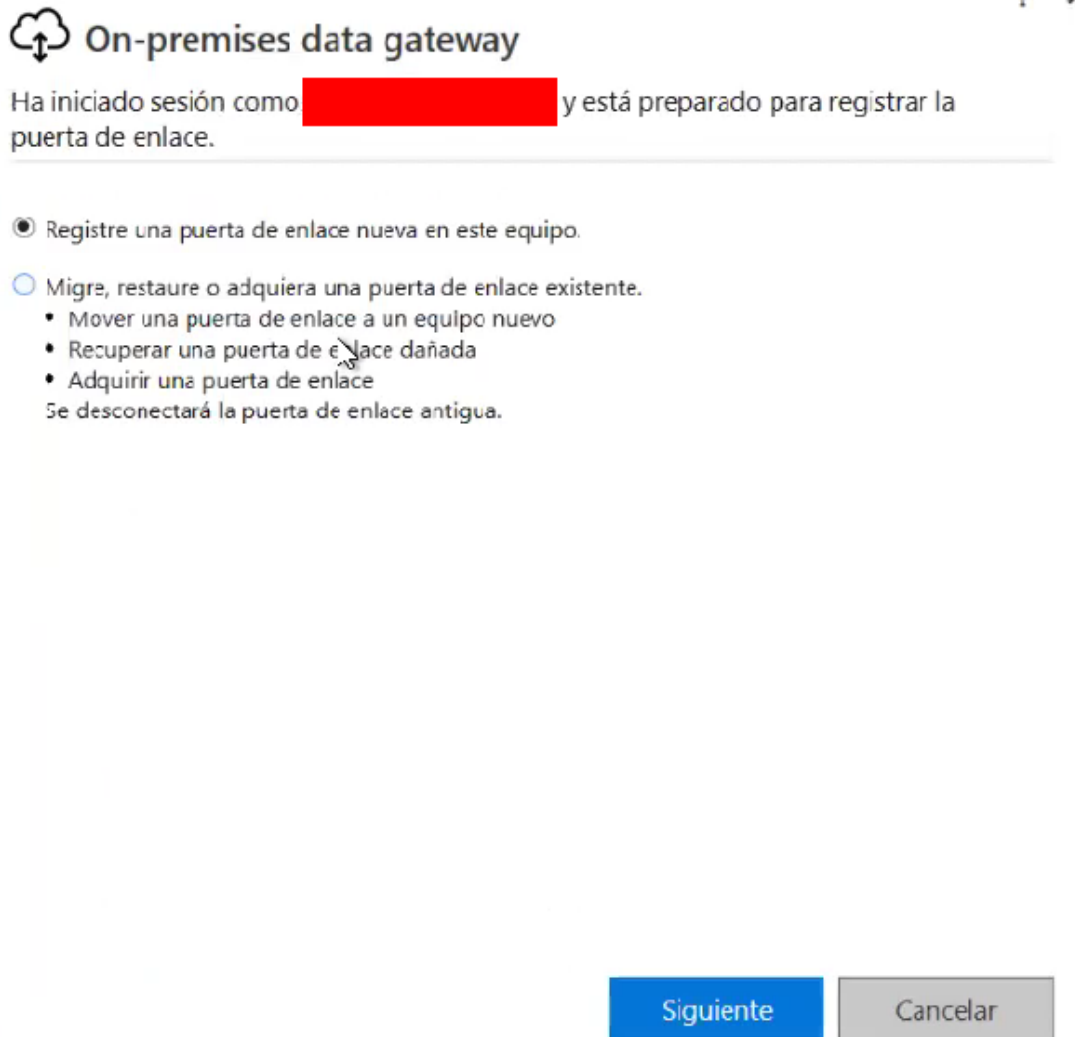 On-premises data gateway
Ha iniciado sesión como y está preparado para registrar la
puerta de enlace.
Registre una puerta de enlace nueva en este equipo.
Migre, restaure o adquiera una puerta de enlace existente.
• Mover una puerta de enlace a un equipo nuevo
• Recuperar una puerta de enlace dañada
• Adquirir una puerta de enlace
Se desconectará la puerta de enlace antigua.
Siguiente Cancelar